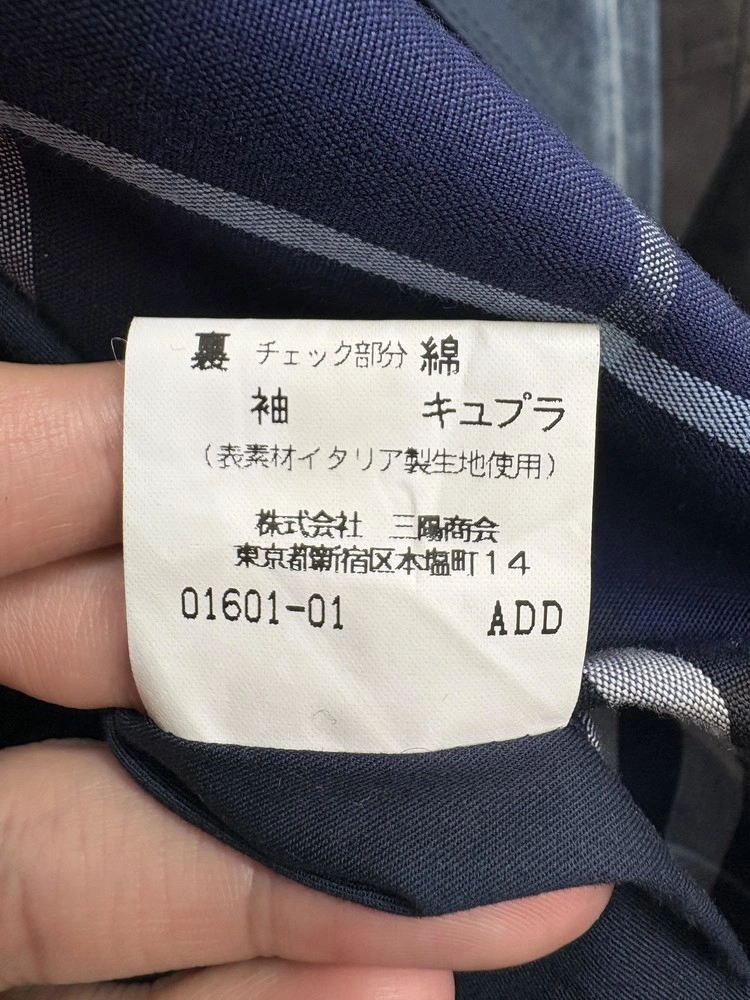 裏 チェック部分 綿
袖 キュプラ
(表素材イタリア製生地使用)
株式会社 三陽商会
東京都新宿区本塩町14
01601-01 ADD